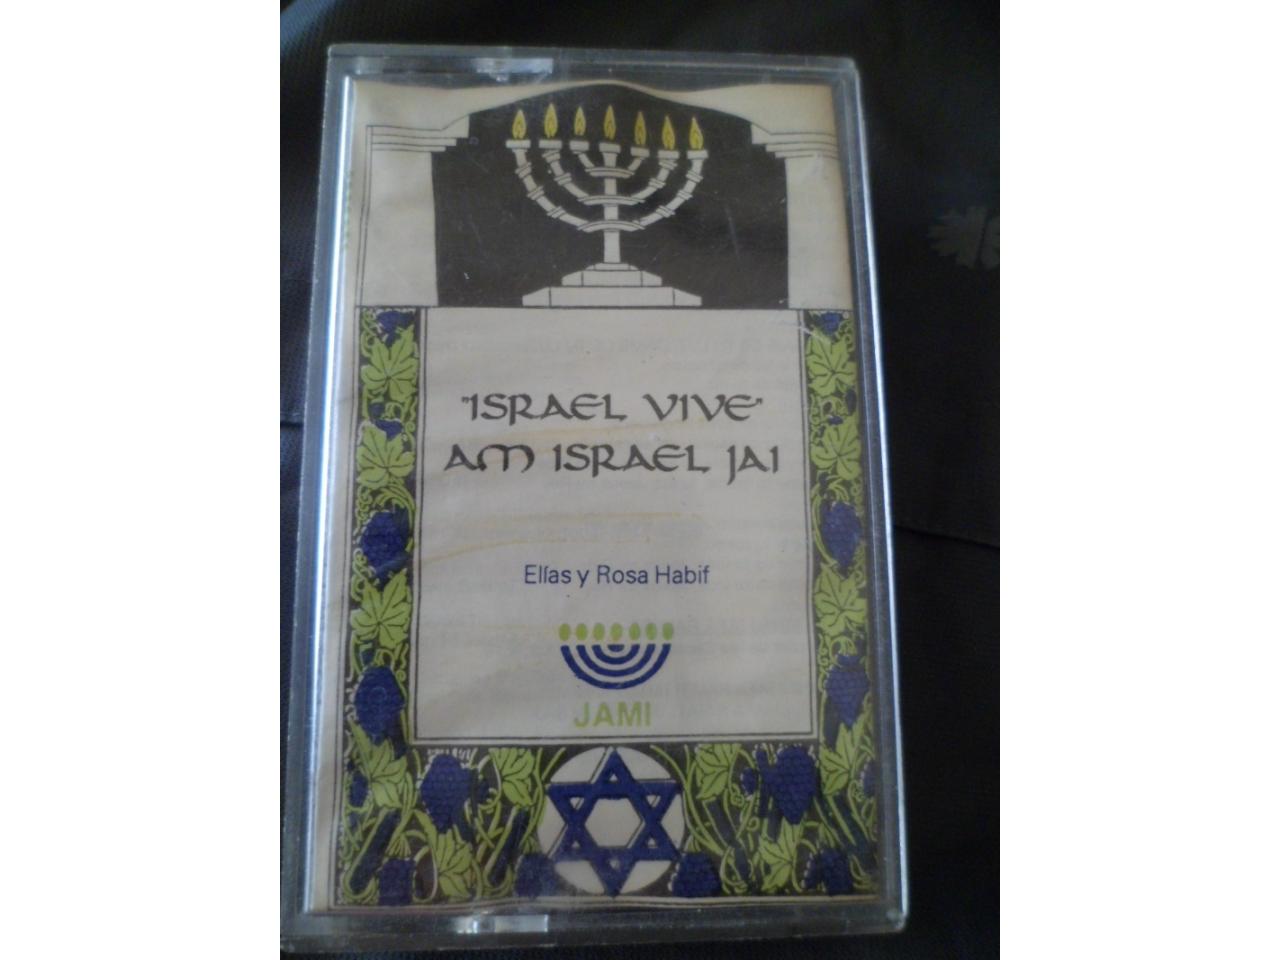 "ISRAEL VIVE"
AM ISRAEL JAI
Elías y Rosa Habif
JAMI